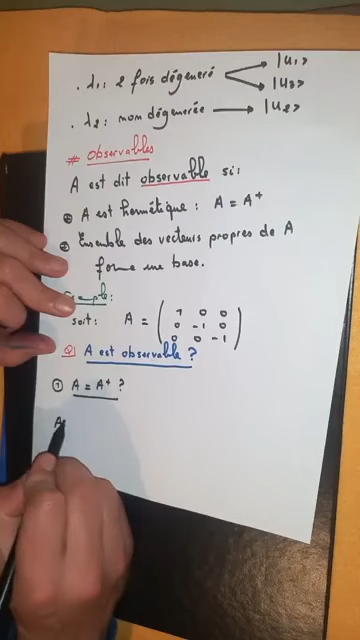 . λ₁: 2 fois dégeneré → |u₁>
→ |u₃>
. λ₂: non dégenerée → |u₂>
# Observables
A est dit observable si:
① A est hermétique: A = A⁺
② Ensemble des vecteurs propres de A
forme une base.
soit: A = ( 1 0 0
0 -1 0
0 0 -1 )
Q A est observable ?
① A = A⁺ ?
A